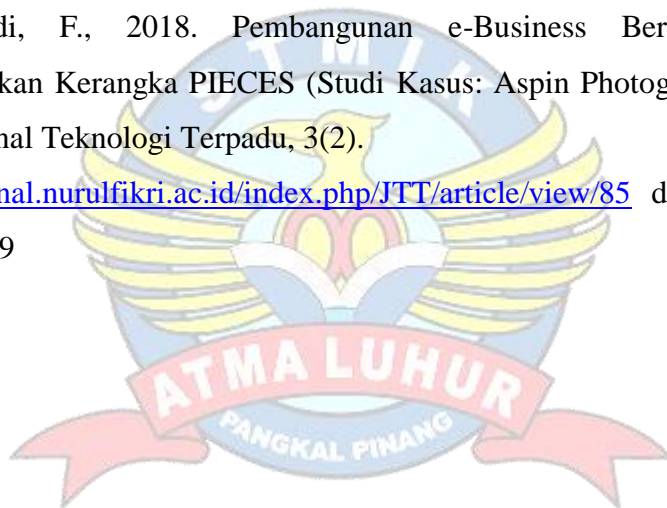 di, F., 2018. Pembangunan e-Business Ber
kan Kerangka PIECES (Studi Kasus: Aspin Photog
nal Teknologi Terpadu, 3(2).
nal.nurulfikri.ac.id/index.php/JTT/article/view/85 d
9
STMIK
ATMA LUHUR
PANGKAL PINANG